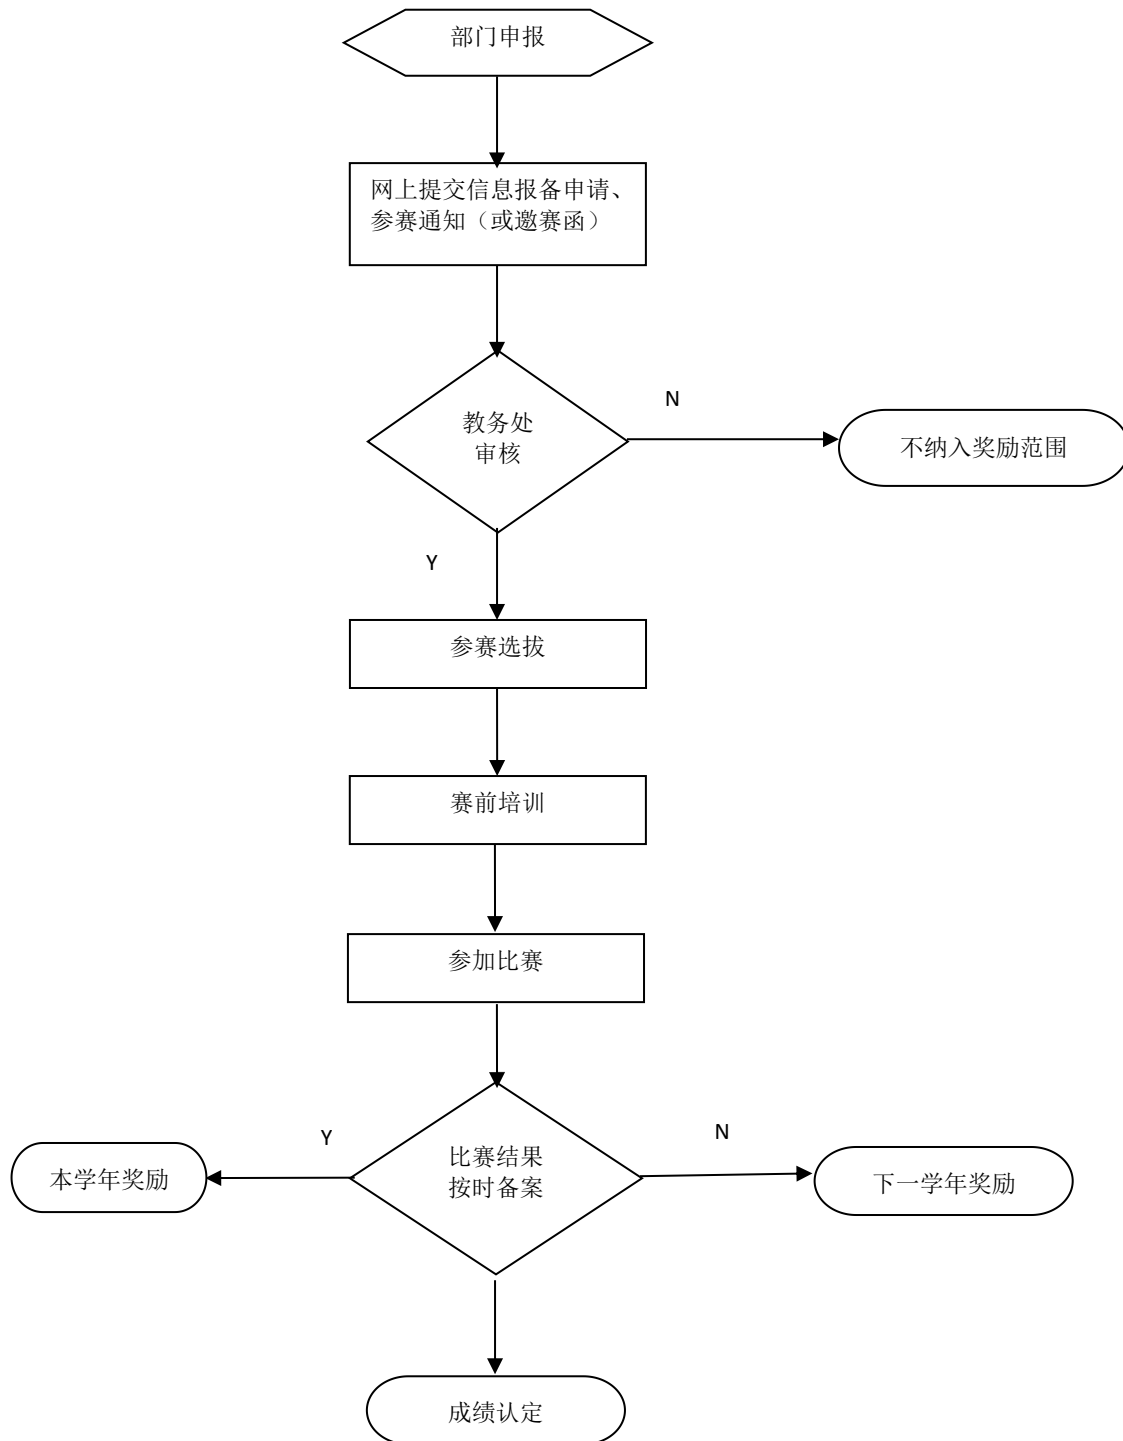 部门申报
网上提交信息报备申请、
参赛通知（或邀赛函）
教务处
审核
N
不纳入奖励范围
Y
参赛选拔
赛前培训
参加比赛
Y
比赛结果
按时备案
N
本学年奖励
下一学年奖励
成绩认定